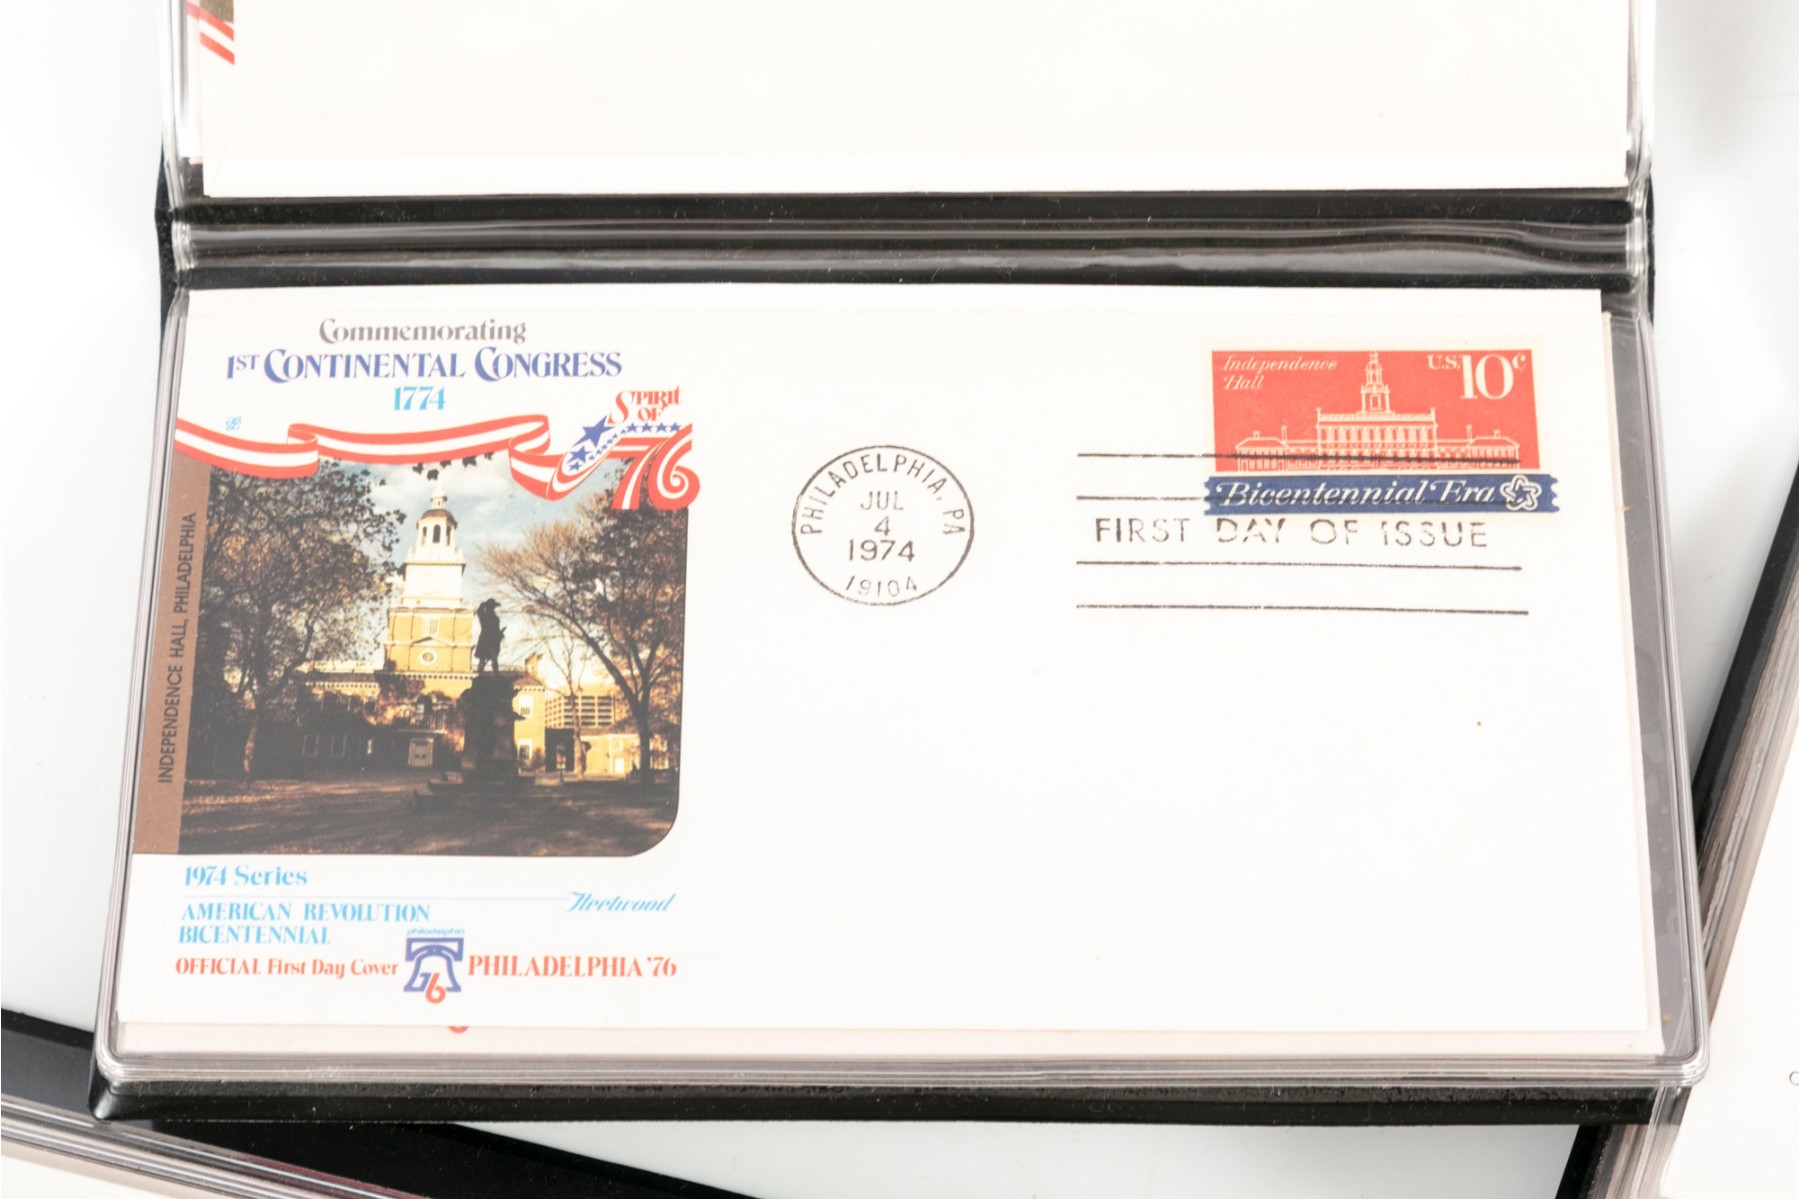 Commemorating
1ST CONTINENTAL CONGRESS
1774
SPIRIT
OF
76
INDEPENDENCE HALL, PHILADELPHIA
1974 Series
Fleetwood
AMERICAN REVOLUTION
BICENTENNIAL
philadelphia
76
OFFICIAL First Day Cover
PHILADELPHIA '76
PHILADELPHIA, PA
JUL
4
1974
19104
Independence
Hall
U.S. 10¢
Bicentennial Era
FIRST DAY OF ISSUE